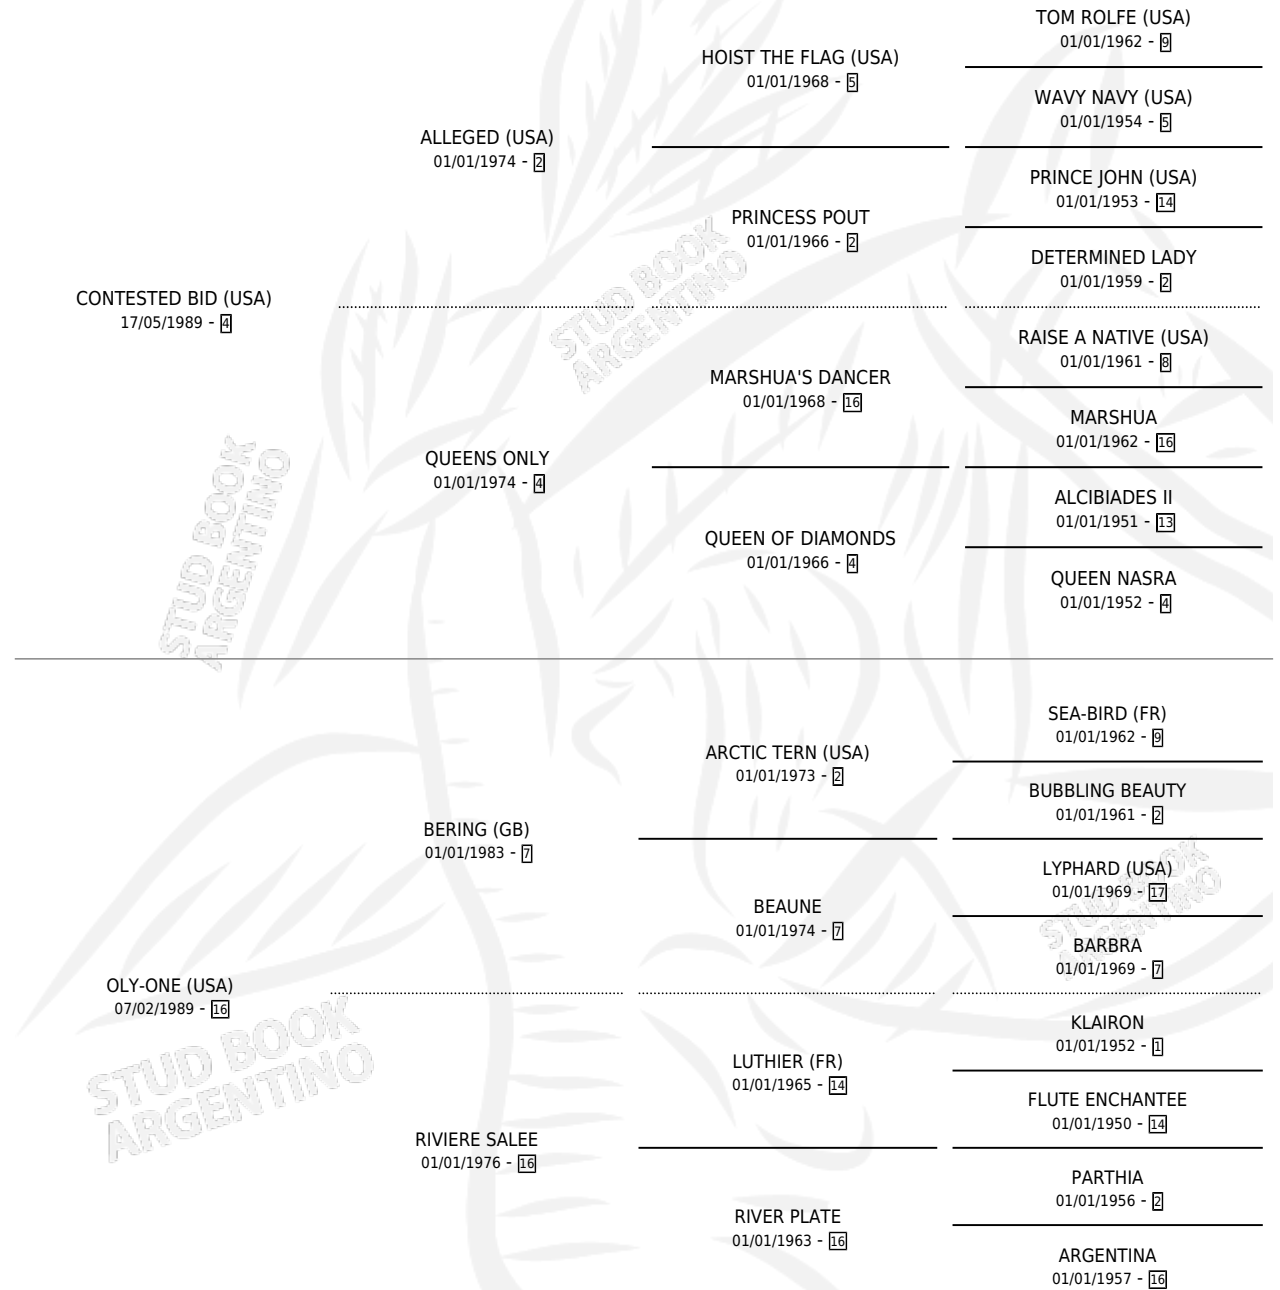 TOM ROLFE (USA)
01/01/1962 - 9
HOIST THE FLAG (USA)
01/01/1968 - 5
WAVY NAVY (USA)
01/01/1954 - 5
ALLEGED (USA)
01/01/1974 - 2
PRINCE JOHN (USA)
01/01/1953 - 14
PRINCESS POUT
01/01/1966 - 2
DETERMINED LADY
01/01/1959 - 2
CONTESTED BID (USA)
17/05/1989 - 4
RAISE A NATIVE (USA)
01/01/1961 - 8
MARSHUA'S DANCER
01/01/1968 - 16
MARSHUA
01/01/1962 - 16
QUEENS ONLY
01/01/1974 - 4
ALCIBIADES II
01/01/1951 - 13
QUEEN OF DIAMONDS
01/01/1966 - 4
QUEEN NASRA
01/01/1952 - 4
SEA-BIRD (FR)
01/01/1962 - 9
ARCTIC TERN (USA)
01/01/1973 - 2
BUBBLING BEAUTY
01/01/1961 - 2
BERING (GB)
01/01/1983 - 7
LYPHARD (USA)
01/01/1969 - 17
BEAUNE
01/01/1974 - 7
BARBRA
01/01/1969 - 7
OLY-ONE (USA)
07/02/1989 - 16
KLAIRON
01/01/1952 - 1
LUTHIER (FR)
01/01/1965 - 14
FLUTE ENCHANTEE
01/01/1950 - 14
RIVIERE SALEE
01/01/1976 - 16
PARTHIA
01/01/1956 - 2
RIVER PLATE
01/01/1963 - 16
ARGENTINA
01/01/1957 - 16
STUD BOOK
ARGENTINO
STUD BOOK
ARGENTINO
STUD BOOK
ARGENTINO
STUD BOOK
ARGENTINO